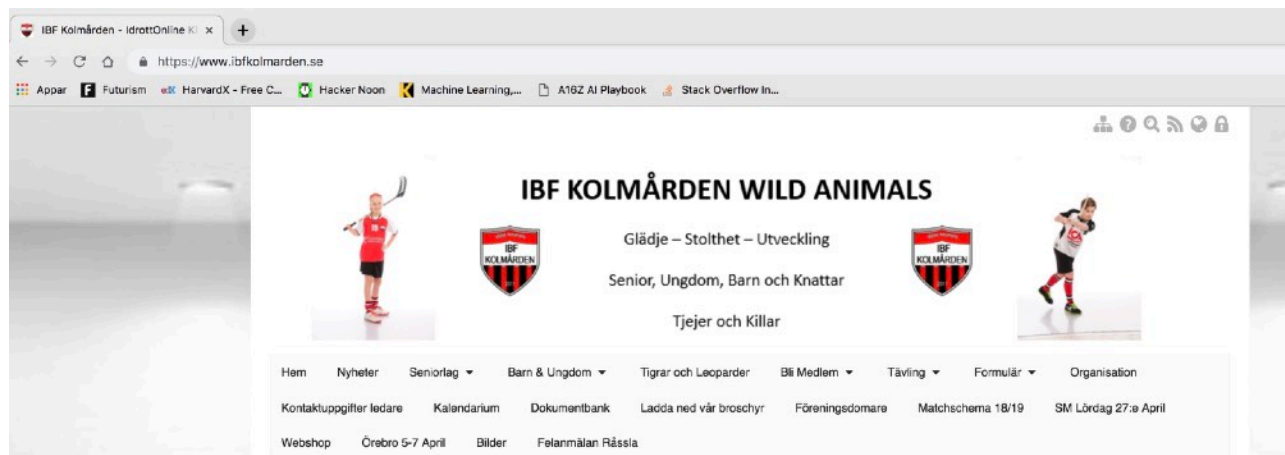 IBF Kolmården - IdrottOnline Kl
https://www.ibfkolmarden.se
Appar Futurism HarvardX - Free C... Hacker Noon Machine Learning,... A16Z AI Playbook Stack Overflow In...
IBF KOLMÅRDEN WILD ANIMALS
Glädje – Stolthet – Utveckling
IBF KOLMÅRDEN
IBF KOLMÅRDEN
Senior, Ungdom, Barn och Knattar
Tjejer och Killar
Hem Nyheter Seniorlag Barn & Ungdom Tigrar och Leoparder Bli Medlem Tävling Formulär Organisation
Kontaktuppgifter ledare Kalendarium Dokumentbank Ladda ned vår broschyr Föreningsdomare Matchschema 18/19 SM Lördag 27:e April
Webshop Örebro 5-7 April Bilder Felanmälan Råssla